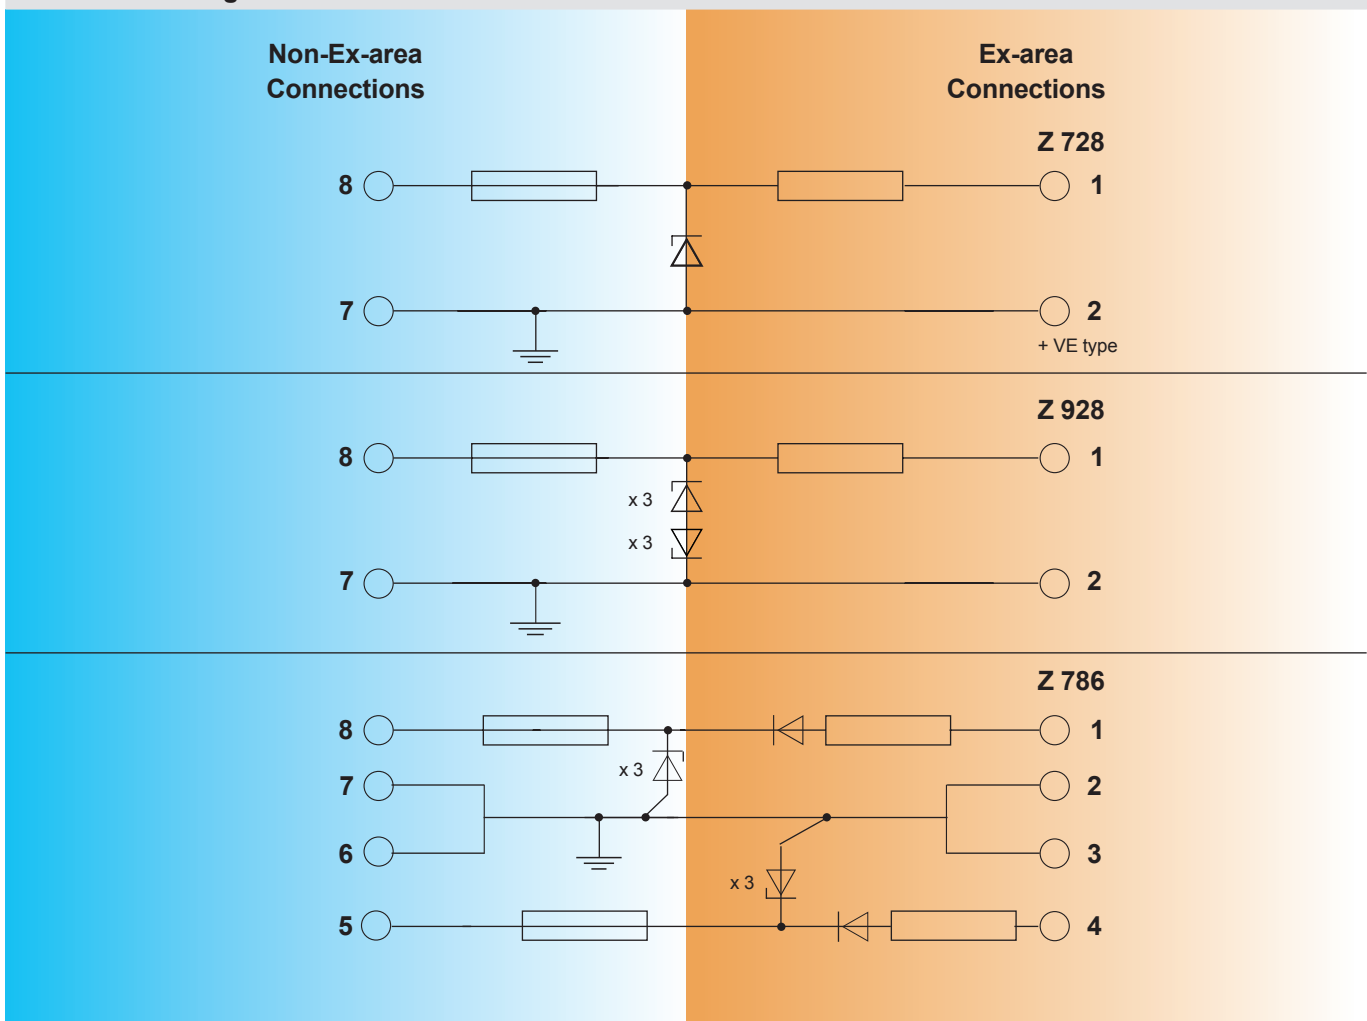 Non-Ex-area
Connections
Ex-area
Connections
Z 728
8
1
7
2
+ VE type
Z 928
8
1
x 3
x 3
7
2
Z 786
8
1
x 3
7
2
6
3
x 3
5
4